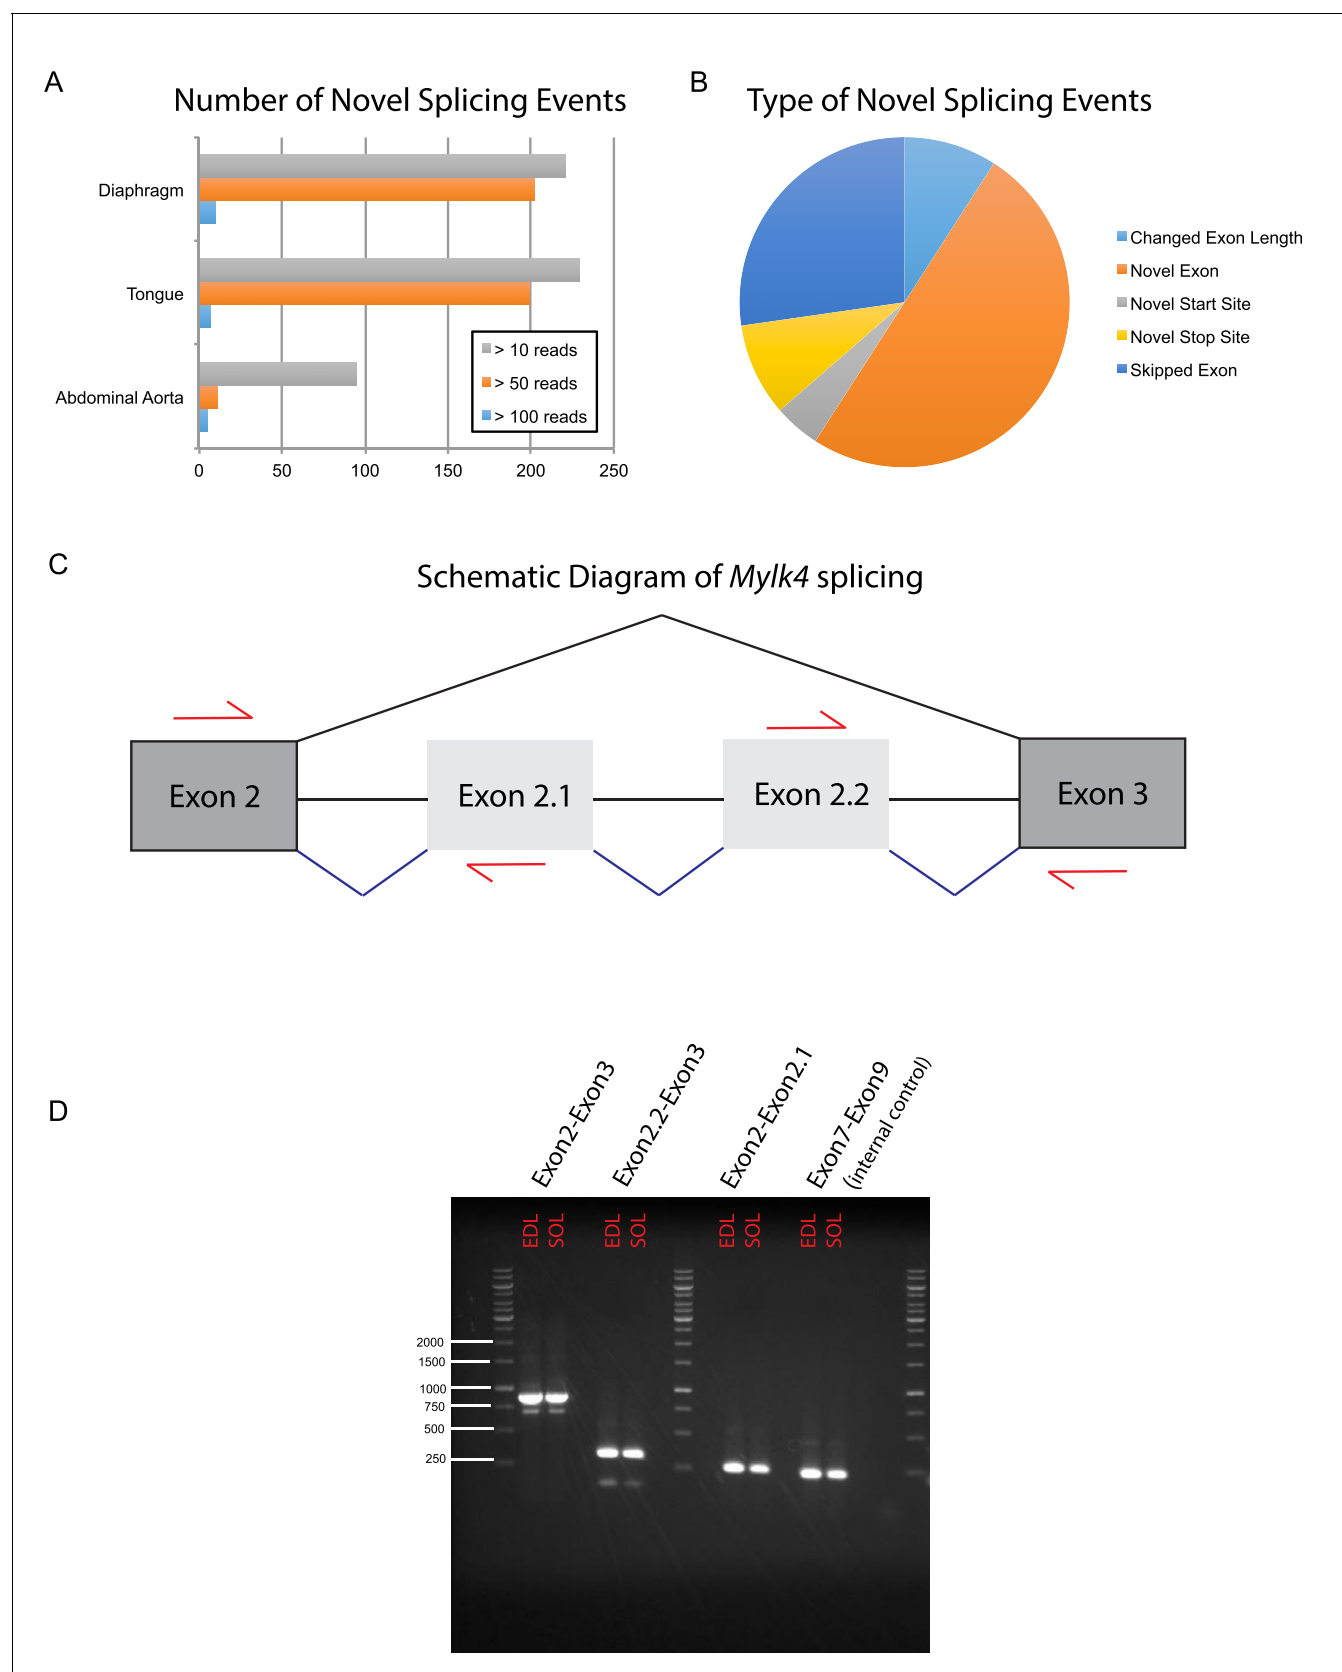 A
Number of Novel Splicing Events
Diaphragm
Tongue
Abdominal Aorta
> 10 reads
> 50 reads
> 100 reads
0 50 100 150 200 250
B
Type of Novel Splicing Events
Changed Exon Length
Novel Exon
Novel Start Site
Novel Stop Site
Skipped Exon
C
Schematic Diagram of Mylk4 splicing
Exon 2
Exon 2.1
Exon 2.2
Exon 3
D
Exon2-Exon3
Exon2.2-Exon3
Exon2-Exon2.1
Exon7-Exon9
(internal control)
EDL SOL EDL SOL EDL SOL EDL SOL
2000
1500
1000
750
500
250